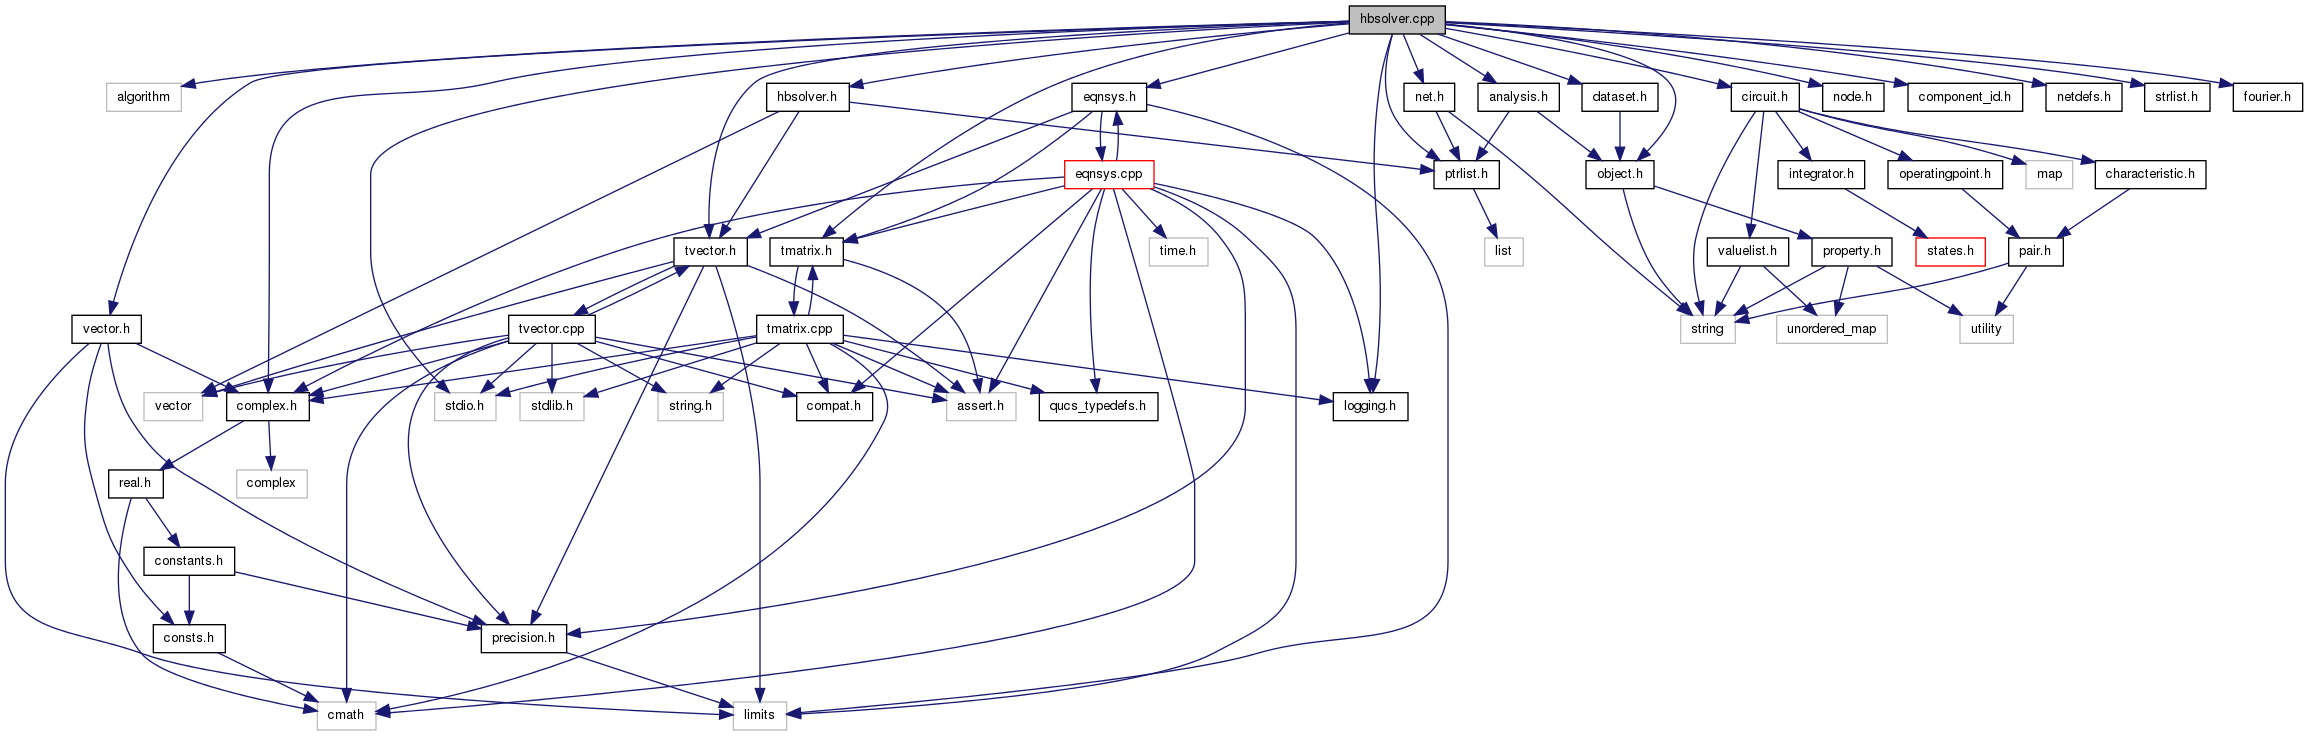 hbsolver.cpp
algorithm
hbsolver.h
eqnsys.h
net.h
analysis.h
dataset.h
circuit.h
node.h
component_id.h
netdefs.h
strlist.h
fourier.h
eqnsys.cpp
ptrlist.h
object.h
integrator.h
operatingpoint.h
map
characteristic.h
tvector.h
tmatrix.h
time.h
list
valuelist.h
property.h
states.h
pair.h
vector.h
tvector.cpp
tmatrix.cpp
string
unordered_map
utility
vector
complex.h
stdio.h
stdlib.h
string.h
compat.h
assert.h
qucs_typedefs.h
logging.h
real.h
complex
constants.h
consts.h
precision.h
cmath
limits